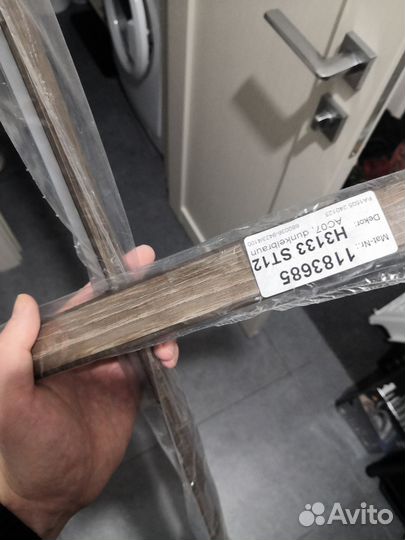 Mat-Nr.:
1183685
Dekor:
H3133 ST12
AC07, dunkelbraun
Avito